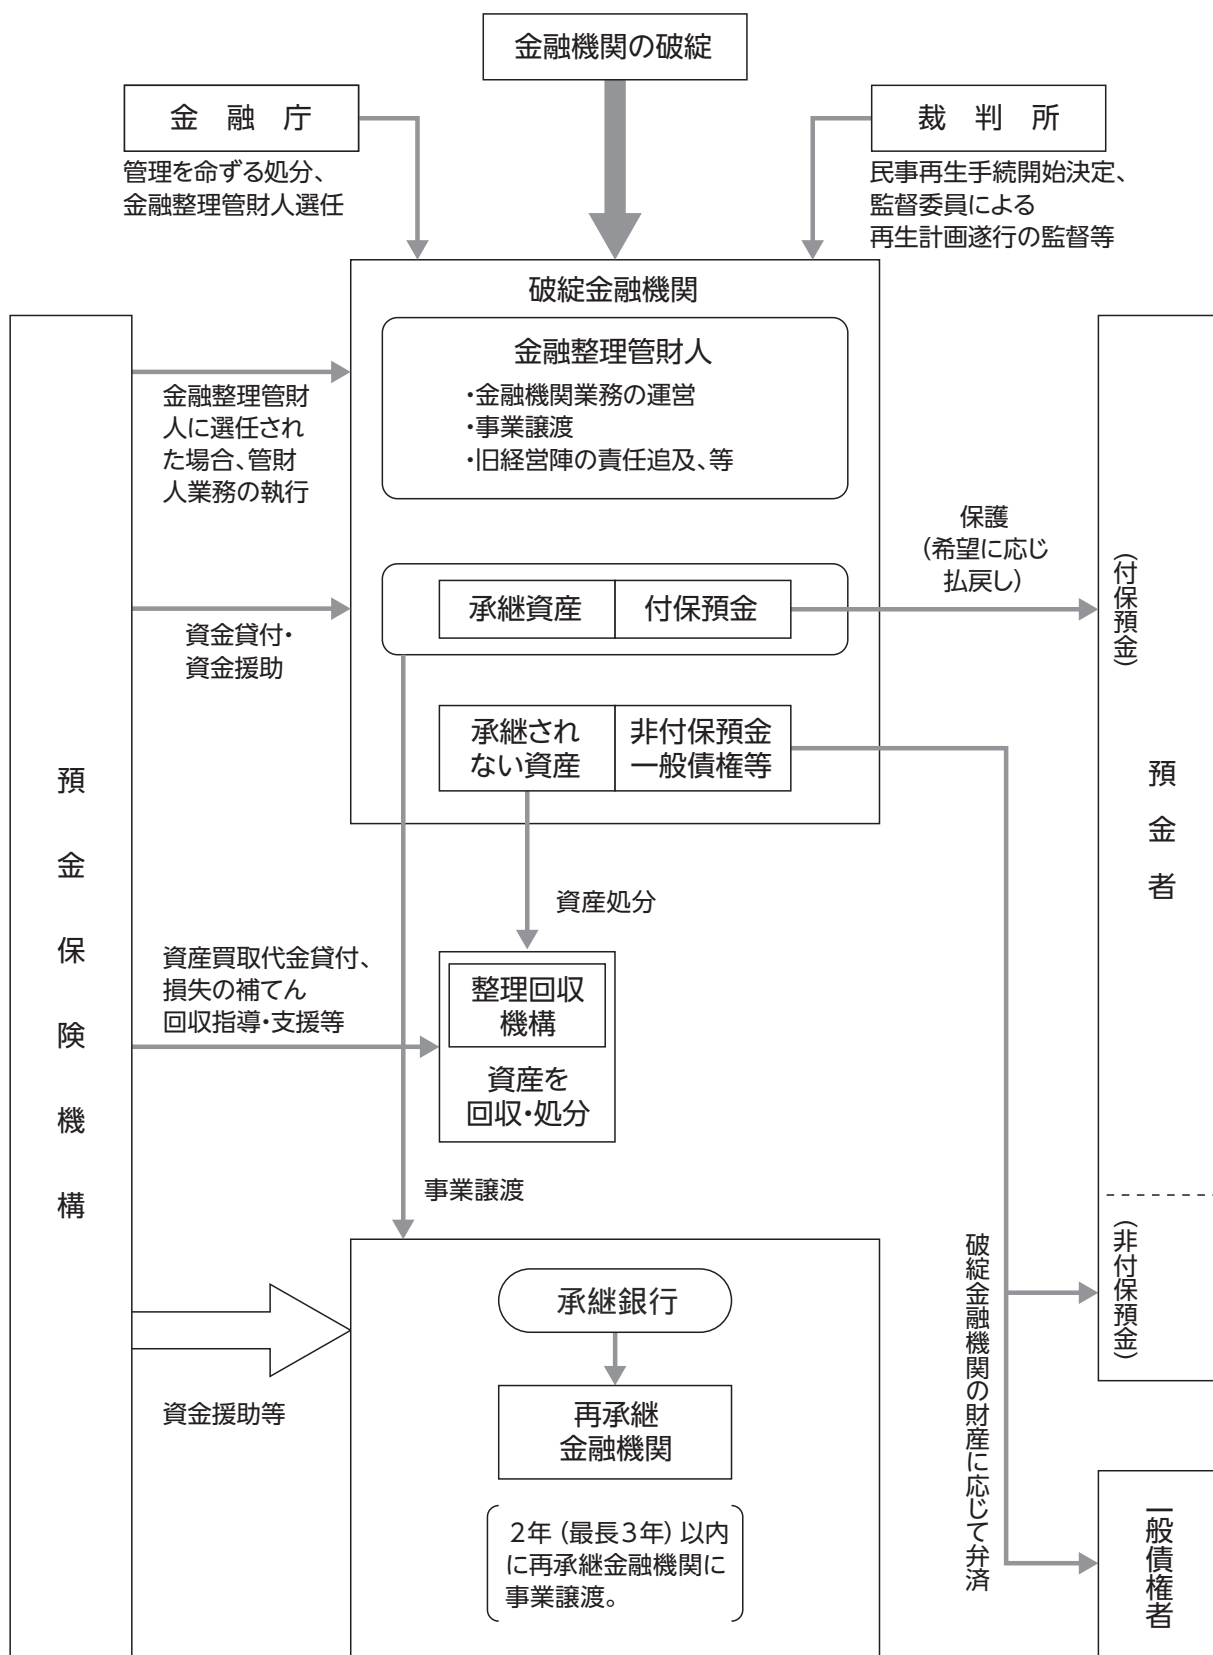 金融機関の破綻
金　融　庁
管理を命ずる処分、
金融整理管財人選任
裁　判　所
民事再生手続開始決定、
監督委員による
再生計画遂行の監督等
破綻金融機関
金融整理管財人
・金融機関業務の運営
・事業譲渡
・旧経営陣の責任追及、等
預金保険機構
金融整理管財
人に選任され
た場合、管財
人業務の執行
資金貸付・
資金援助
承継資産
付保預金
保護
（希望に応じ
払戻し）
承継され
ない資産
非付保預金
一般債権等
（付保預金）
預金者
（非付保預金）
資産処分
資産買取代金貸付、
損失の補てん
回収指導・支援等
整理回収
機構
資産を
回収・処分
事業譲渡
資金援助等
承継銀行
再承継
金融機関
2年（最長3年）以内
に再承継金融機関に
事業譲渡。
破綻金融機関の財産に応じて弁済
一般債権者